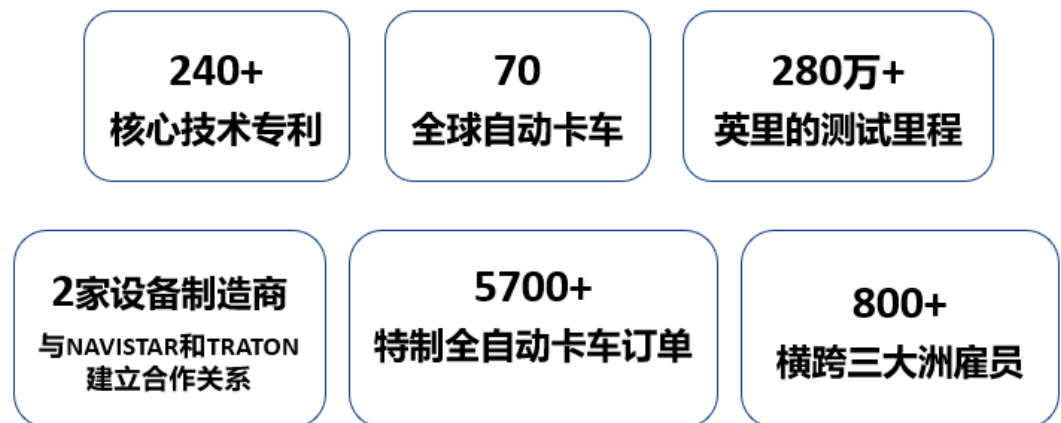 240+
核心技术专利
70
全球自动卡车
280万+
英里的测试里程
2家设备制造商
与NAVISTAR和TRATON
建立合作关系
5700+
特制全自动卡车订单
800+
横跨三大洲雇员